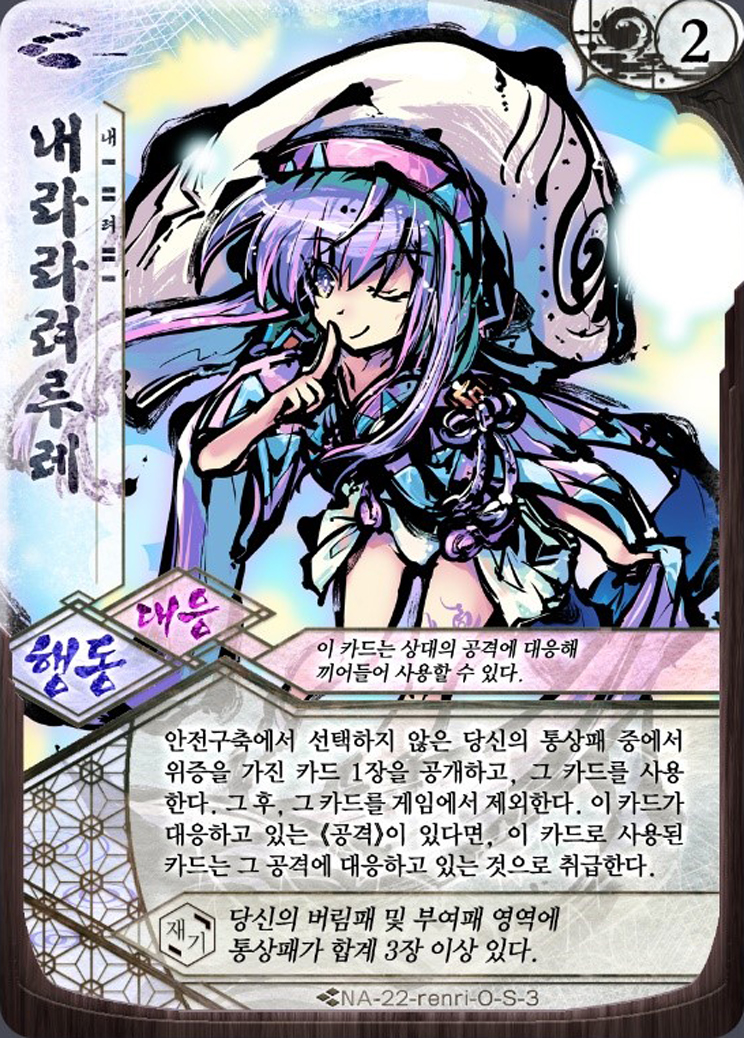 2
내라라려루레
내 려
대응
행동
이 카드는 상대의 공격에 대응해
끼어들어 사용할 수 있다.
안전구축에서 선택하지 않은 당신의 통상패 중에서
위증을 가진 카드 1장을 공개하고, 그 카드를 사용
한다. 그 후, 그 카드를 게임에서 제외한다. 이 카드가
대응하고 있는 《공격》이 있다면, 이 카드로 사용된
카드는 그 공격에 대응하고 있는 것으로 취급한다.
재기
당신의 버림패 및 부여패 영역에
통상패가 합계 3장 이상 있다.
NA-22-renri-O-S-3